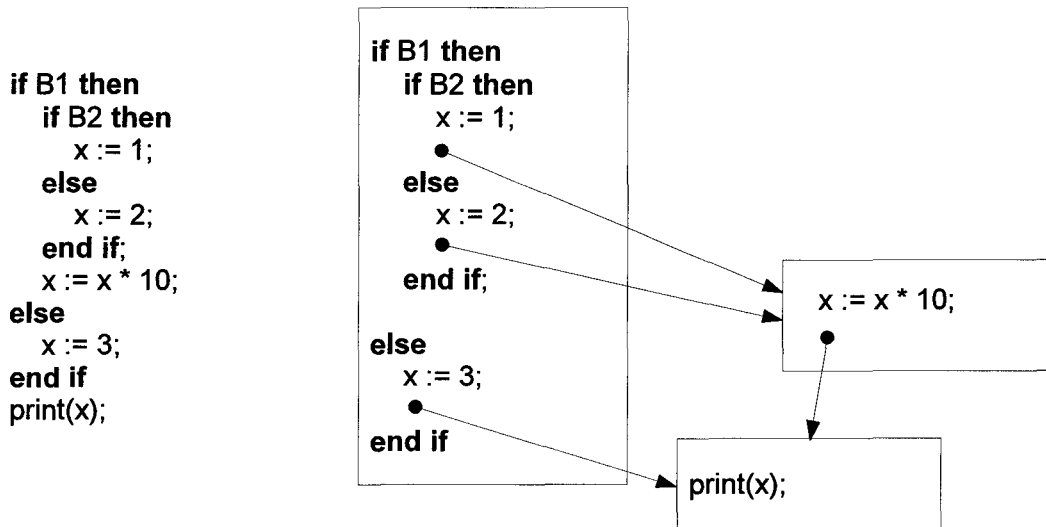 if B1 then
if B2 then
x := 1;
else
x := 2;
end if;
x := x * 10;
else
x := 3;
end if
print(x);
if B1 then
if B2 then
x := 1;
else
x := 2;
end if;
else
x := 3;
end if
x := x * 10;
print(x);